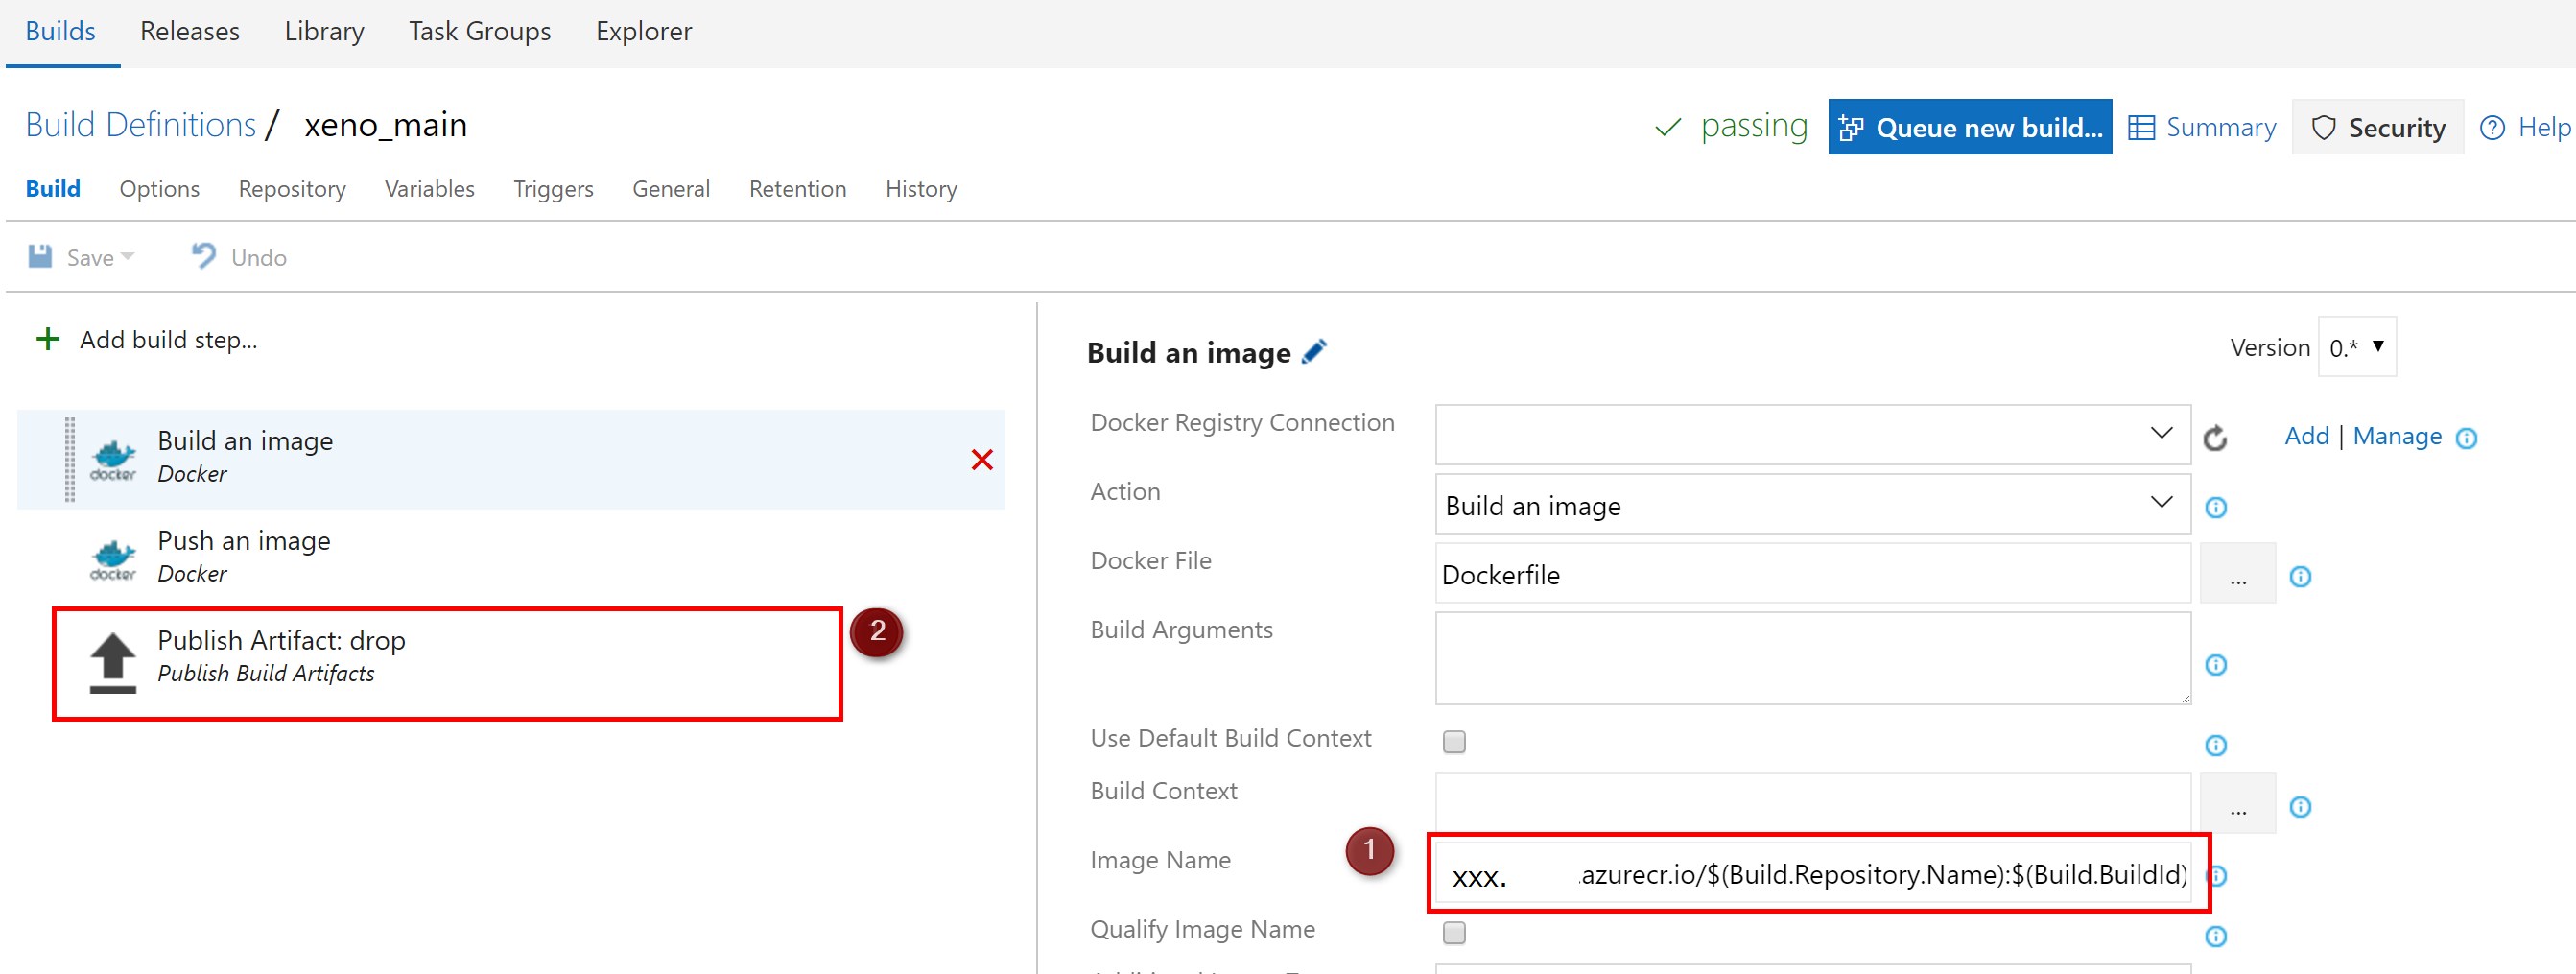 Builds Releases Library Task Groups Explorer
Build Definitions / xeno_main
passing Queue new build... Summary Security Help
Build Options Repository Variables Triggers General Retention History
Save Undo
Add build step...
Build an image
Version 0.*
docker
Build an image
Docker
docker
Push an image
Docker
Publish Artifact: drop
Publish Build Artifacts
2
Docker Registry Connection
Add | Manage
Action Build an image
Docker File Dockerfile ...
Build Arguments
Use Default Build Context
Build Context ...
1
Image Name xxx. .azurecr.io/$(Build.Repository.Name):$(Build.BuildId)
Qualify Image Name